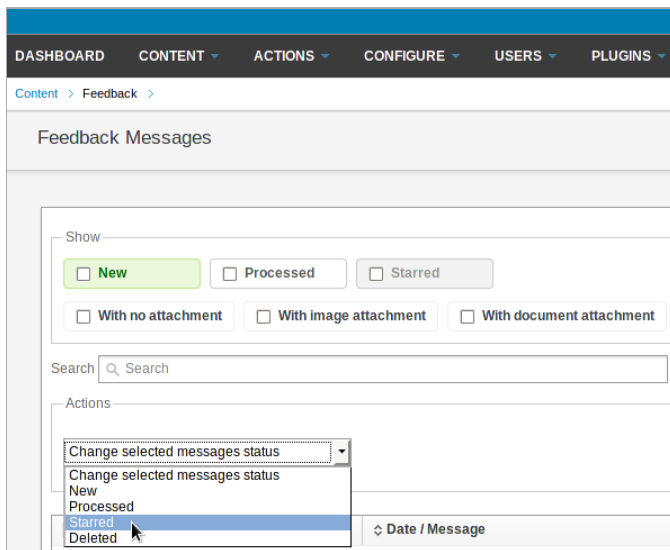 DASHBOARD CONTENT ACTIONS CONFIGURE USERS PLUGINS
Content > Feedback >
Feedback Messages
Show
New Processed Starred
With no attachment With image attachment With document attachment
Search Search
Actions
Change selected messages status
Change selected messages status
New
Processed
Starred
Deleted
Date / Message